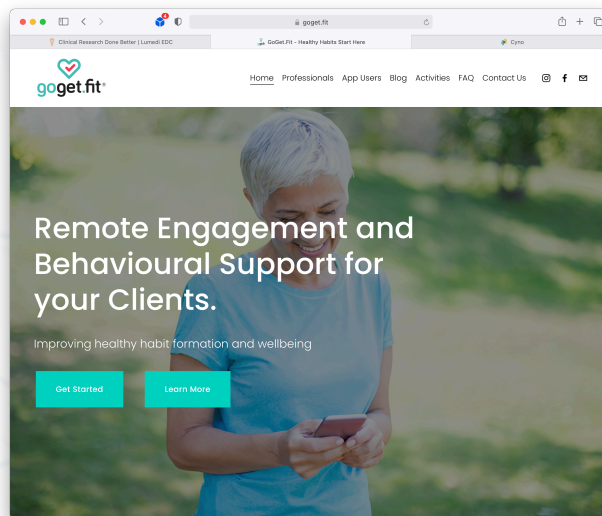 4
goget.fit
Clinical Research Done Better | Lumedi EDC
GoGet.Fit - Healthy Habits Start Here
Cyno
goget.fit®
Home Professionals App Users Blog Activities FAQ Contact Us
Remote Engagement and
Behavioural Support for
your Clients.
Improving healthy habit formation and wellbeing
Get Started
Learn More